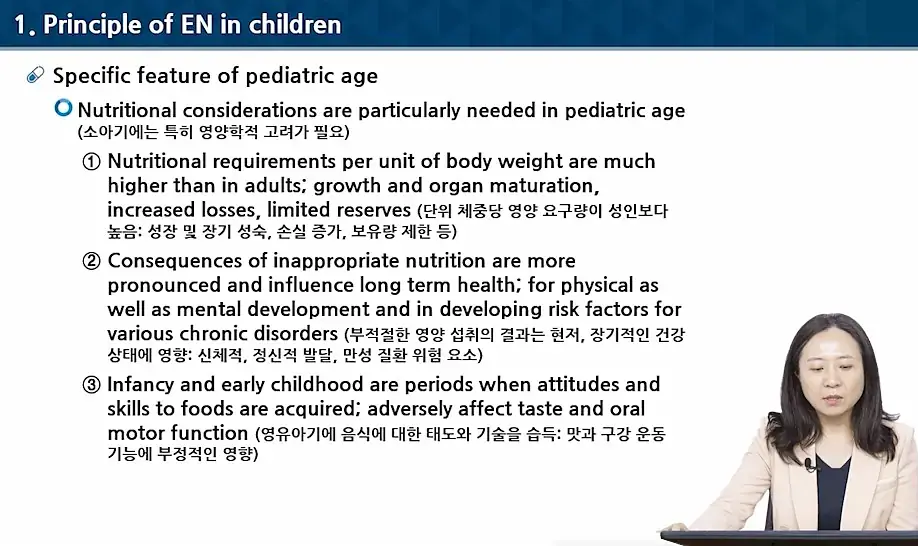 1. Principle of EN in children
Specific feature of pediatric age
Nutritional considerations are particularly needed in pediatric age
(소아기에는 특히 영양학적 고려가 필요)
① Nutritional requirements per unit of body weight are much
higher than in adults; growth and organ maturation,
increased losses, limited reserves (단위 체중당 영양 요구량이 성인보다
높음: 성장 및 장기 성숙, 손실 증가, 보유량 제한 등)
② Consequences of inappropriate nutrition are more
pronounced and influence long term health; for physical as
well as mental development and in developing risk factors for
various chronic disorders (부적절한 영양 섭취의 결과는 현저, 장기적인 건강
상태에 영향: 신체적, 정신적 발달, 만성 질환 위험 요소)
③ Infancy and early childhood are periods when attitudes and
skills to foods are acquired; adversely affect taste and oral
motor function (영유아기에 음식에 대한 태도와 기술을 습득: 맛과 구강 운동
기능에 부정적인 영향)